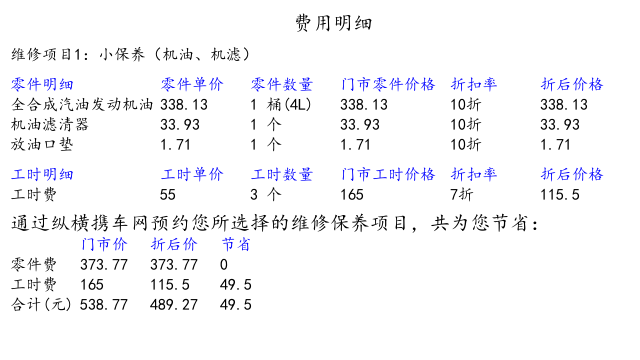 费用明细
维修项目1: 小保养（机油、机滤）
零件明细 零件单价 零件数量 门市零件价格 折扣率 折后价格
全合成汽油发动机油 338.13 1 桶(4L) 338.13 10折 338.13
机油滤清器 33.93 1 个 33.93 10折 33.93
放油口垫 1.71 1 个 1.71 10折 1.71
工时明细 工时单价 工时数量 门市工时价格 折扣率 折后价格
工时费 55 3 个 165 7折 115.5
通过纵横携车网预约您所选择的维修保养项目，共为您节省：
门市价 折后价 节省
零件费 373.77 373.77 0
工时费 165 115.5 49.5
合计(元) 538.77 489.27 49.5